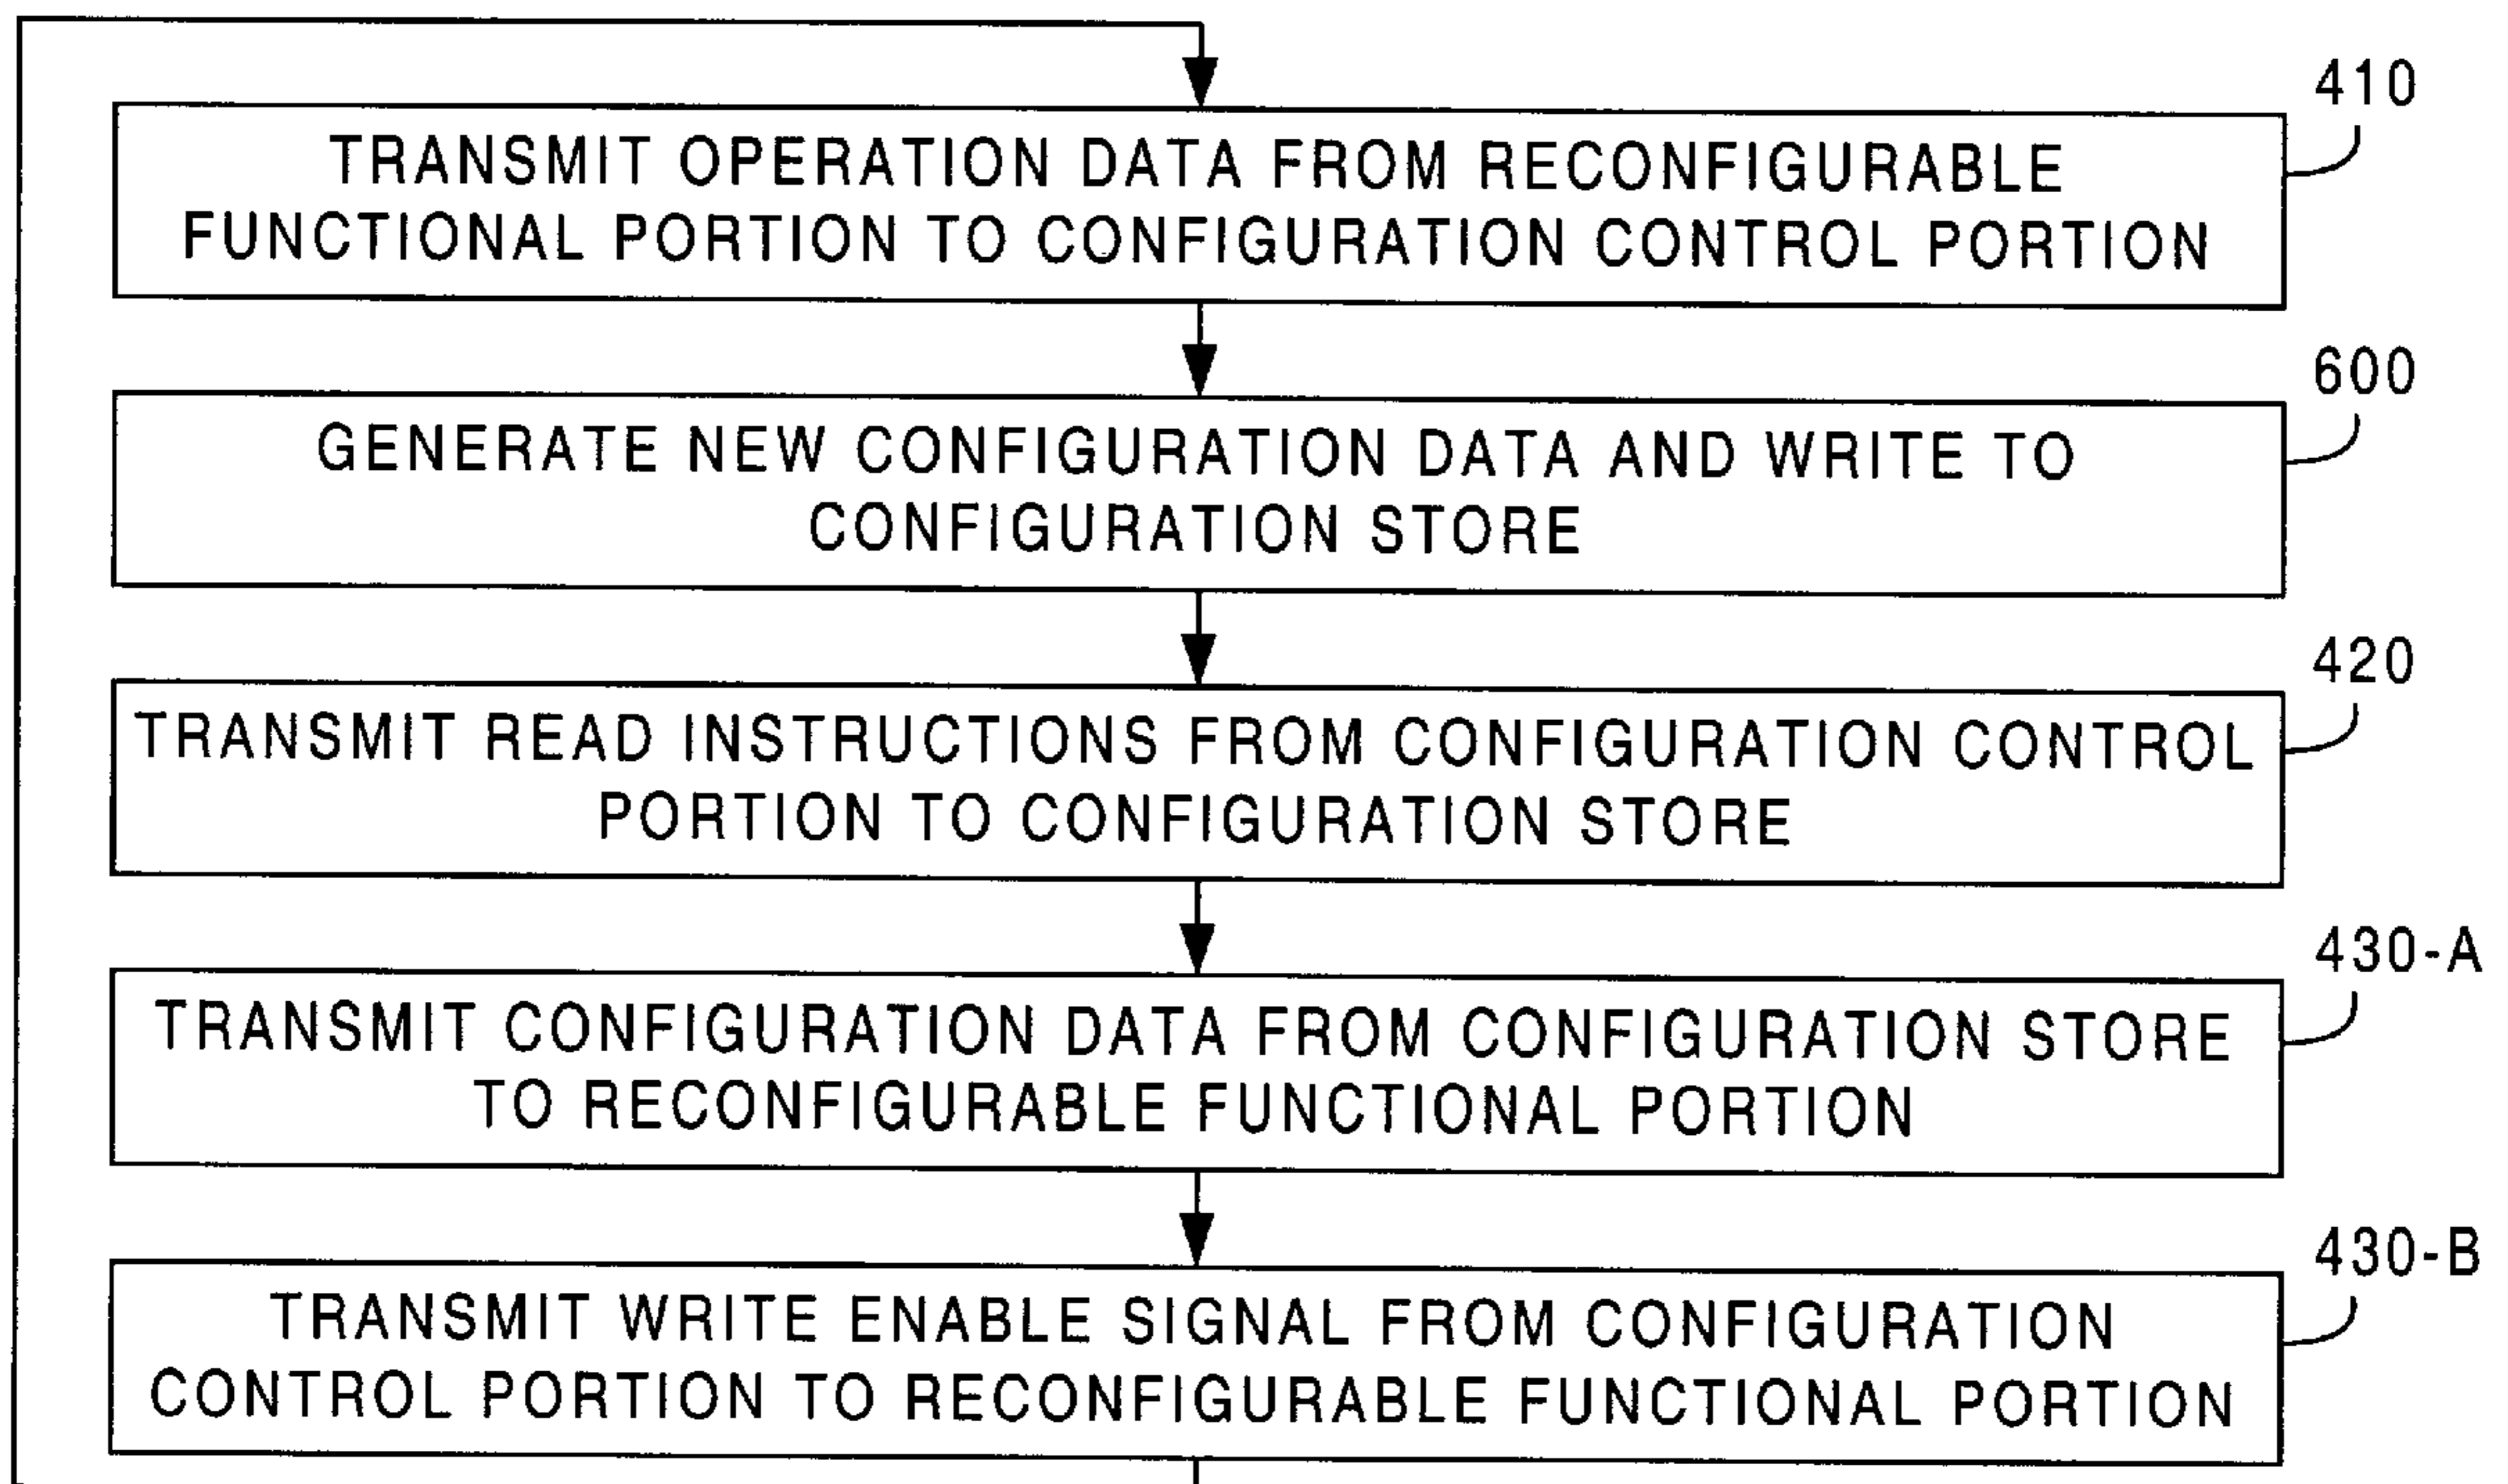 410
TRANSMIT OPERATION DATA FROM RECONFIGURABLE
FUNCTIONAL PORTION TO CONFIGURATION CONTROL PORTION
600
GENERATE NEW CONFIGURATION DATA AND WRITE TO
CONFIGURATION STORE
420
TRANSMIT READ INSTRUCTIONS FROM CONFIGURATION CONTROL
PORTION TO CONFIGURATION STORE
430-A
TRANSMIT CONFIGURATION DATA FROM CONFIGURATION STORE
TO RECONFIGURABLE FUNCTIONAL PORTION
430-B
TRANSMIT WRITE ENABLE SIGNAL FROM CONFIGURATION
CONTROL PORTION TO RECONFIGURABLE FUNCTIONAL PORTION